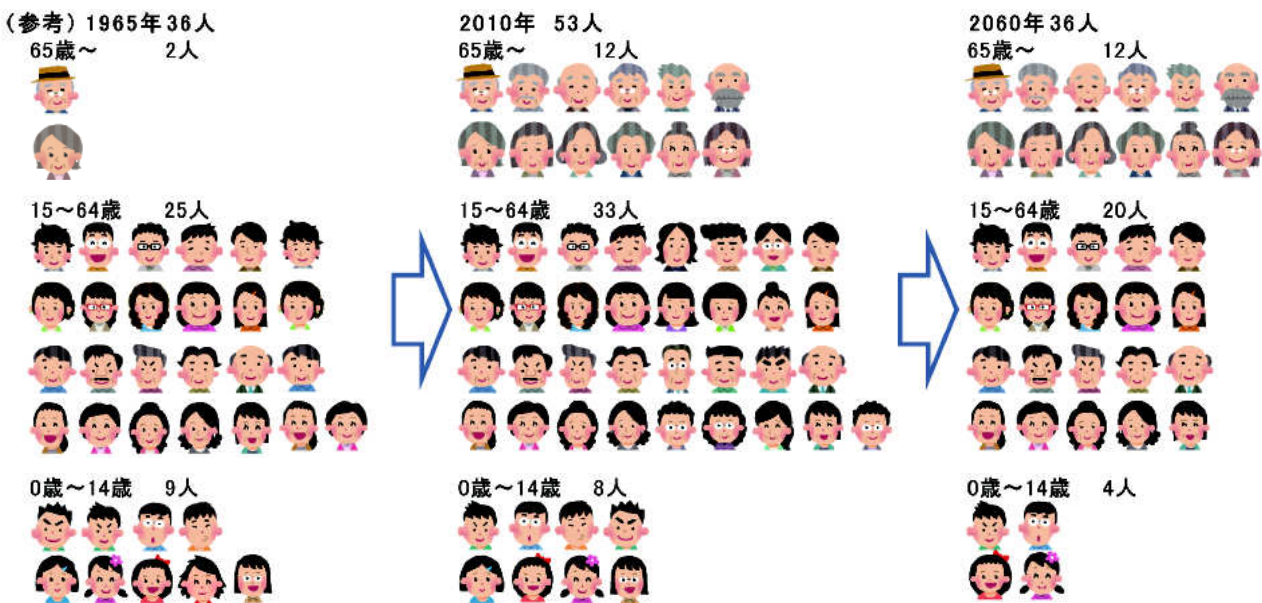 （参考）1965年36人
65歳～　2人
15～64歳　25人
0歳～14歳　9人
2010年　53人
65歳～　12人
15～64歳　33人
0歳～14歳　8人
2060年36人
65歳～　12人
15～64歳　20人
0歳～14歳　4人